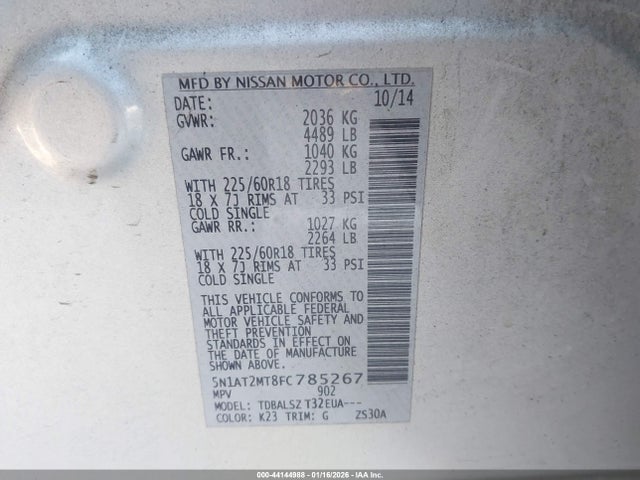 MFD BY NISSAN MOTOR CO., LTD.
DATE: 10/14
GVWR: 2036 KG
4489 LB
GAWR FR.: 1040 KG
2293 LB
WITH 225/60R18 TIRES
18 X 7J RIMS AT 33 PSI
COLD SINGLE
GAWR RR.: 1027 KG
2264 LB
WITH 225/60R18 TIRES
18 X 7J RIMS AT 33 PSI
COLD SINGLE
THIS VEHICLE CONFORMS TO
ALL APPLICABLE FEDERAL
MOTOR VEHICLE SAFETY AND
THEFT PREVENTION
STANDARDS IN EFFECT ON
THE DATE OF MANUFACTURE
SHOWN ABOVE.
5N1AT2MT8FC785267
MPV 902
MODEL: TDBALSZ T32EUA---
COLOR: K23 TRIM: G ZS30A
000-44144988 - 01/16/2026 - IAA Inc.